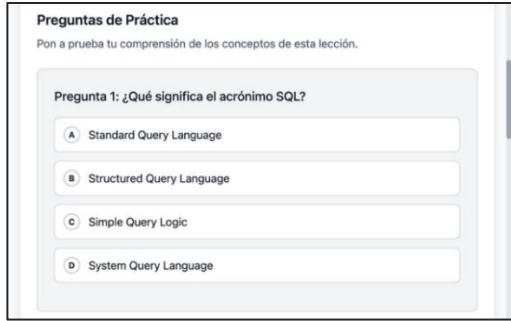 Preguntas de Práctica
Pon a prueba tu comprensión de los conceptos de esta lección.
Pregunta 1: ¿Qué significa el acrónimo SQL?
A Standard Query Language
B Structured Query Language
C Simple Query Logic
D System Query Language